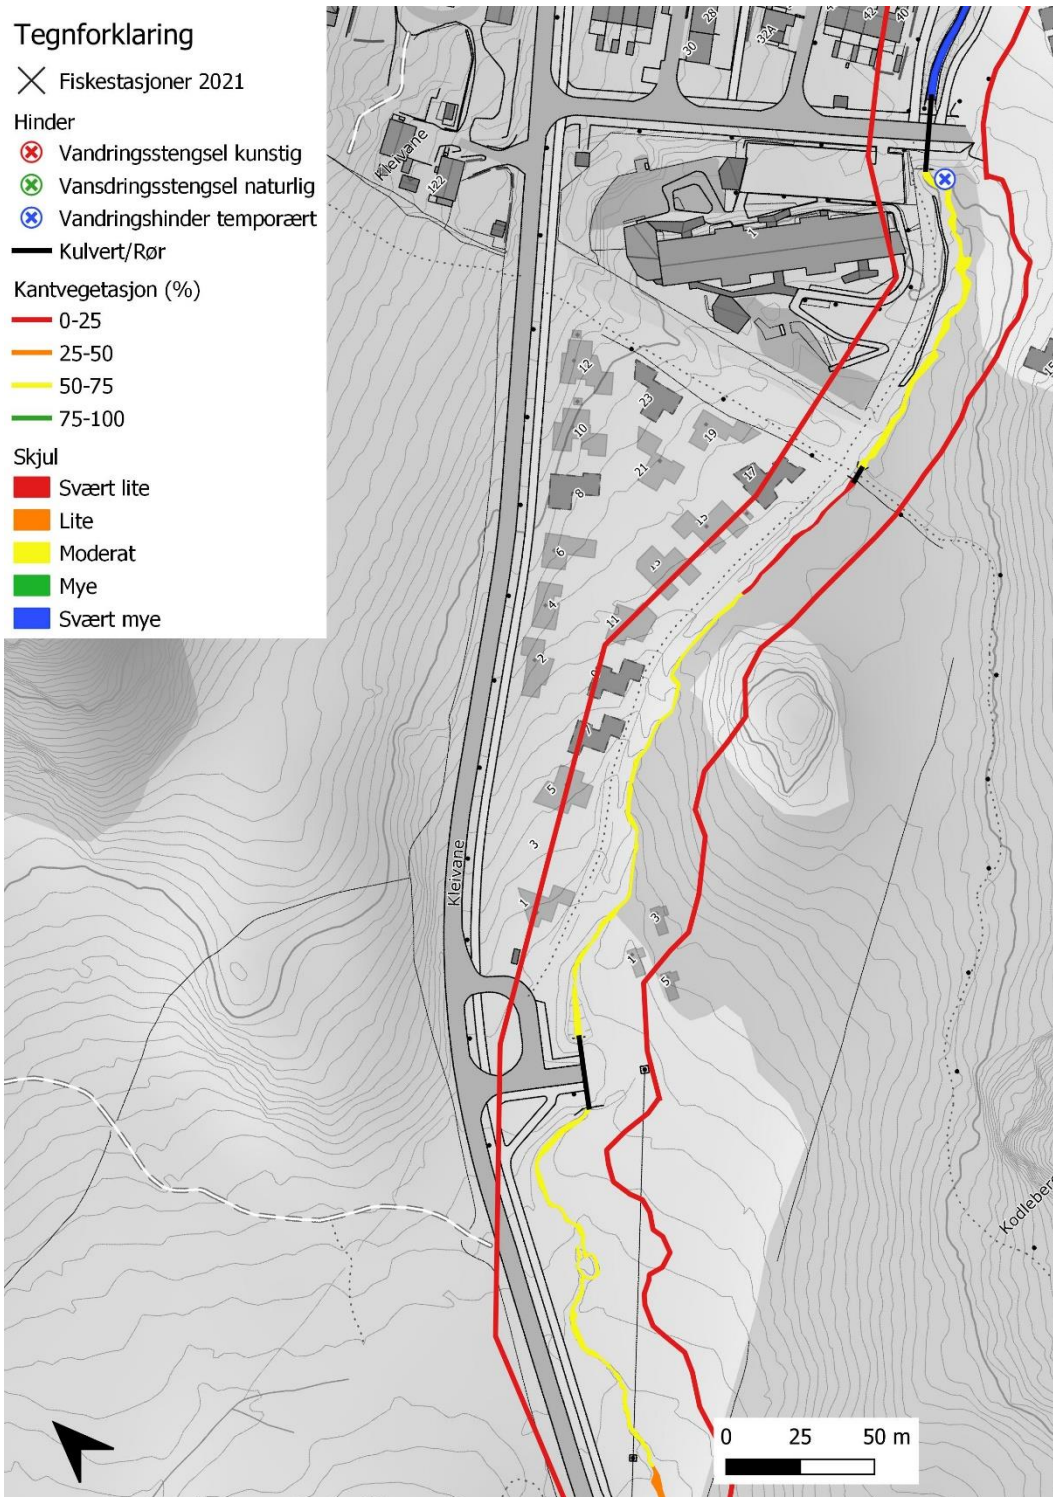 Tegnforklaring
Fiskestasjoner 2021
Hinder
Vandringsstengsel kunstig
Vansdringsstengsel naturlig
Vandringshinder temporært
Kulvert/Rør
Kantvegetasjon (%)
0-25
25-50
50-75
75-100
Skjul
Svært lite
Lite
Moderat
Mye
Svært mye
28
30
32A
42
40
Kleivane
122
1
15
12
23
10
19
21
17
8
15
6
13
4
11
2
7
5
3
Kleivane
1
3
1
5
Kodleberg
0 25 50 m